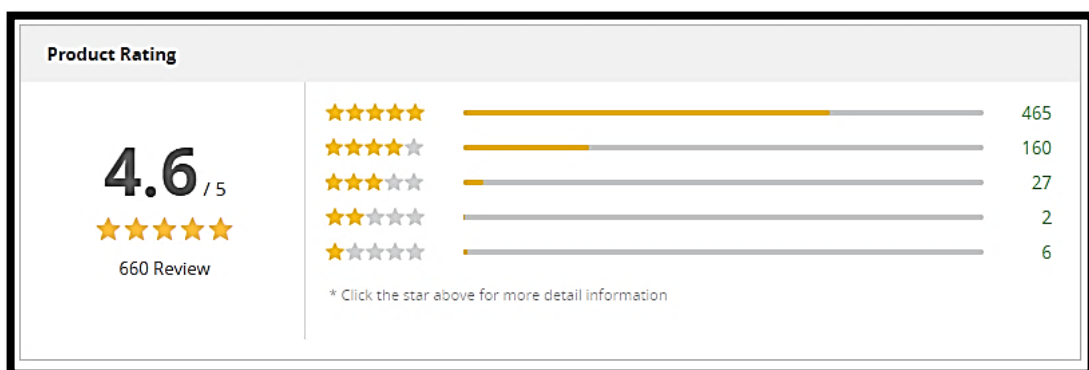 Product Rating
4.6 / 5
660 Review
465
160
27
2
6
* Click the star above for more detail information